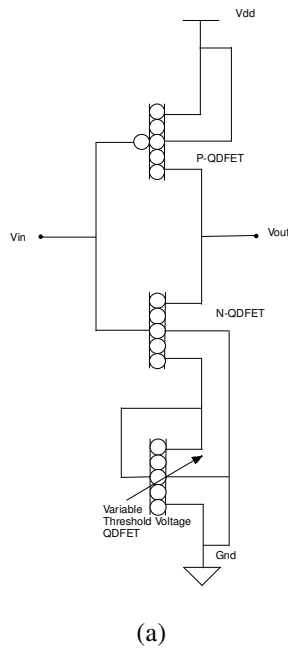 Vdd
P-QDFET
Vin
Vout
N-QDFET
Variable
Threshold Voltage
QDFET
Gnd
(a)